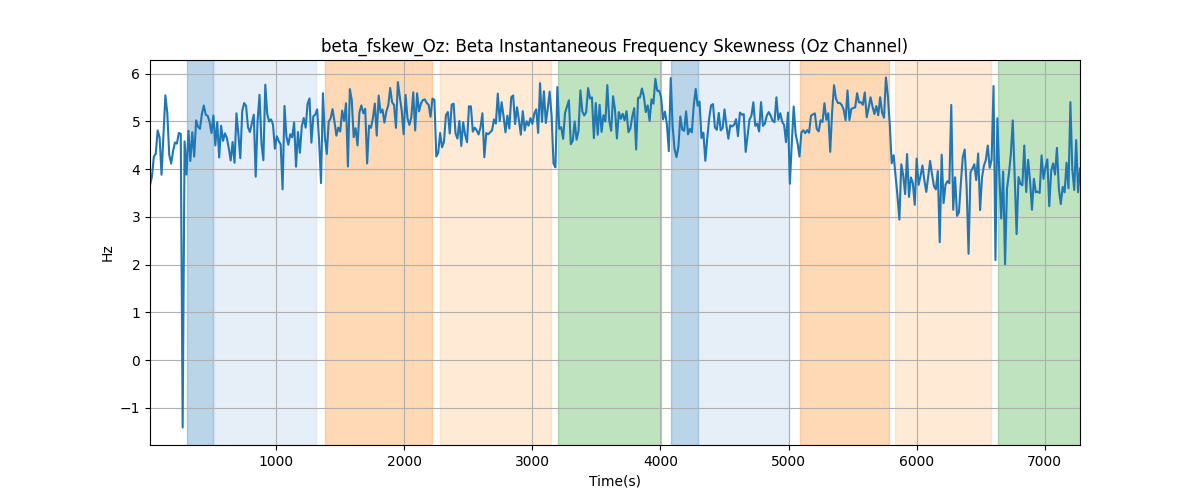 beta_fskew_Oz: Beta Instantaneous Frequency Skewness (Oz Channel)
6
5
4
3
2
1
0
−1
Hz
1000 2000 3000 4000 5000 6000 7000
Time(s)